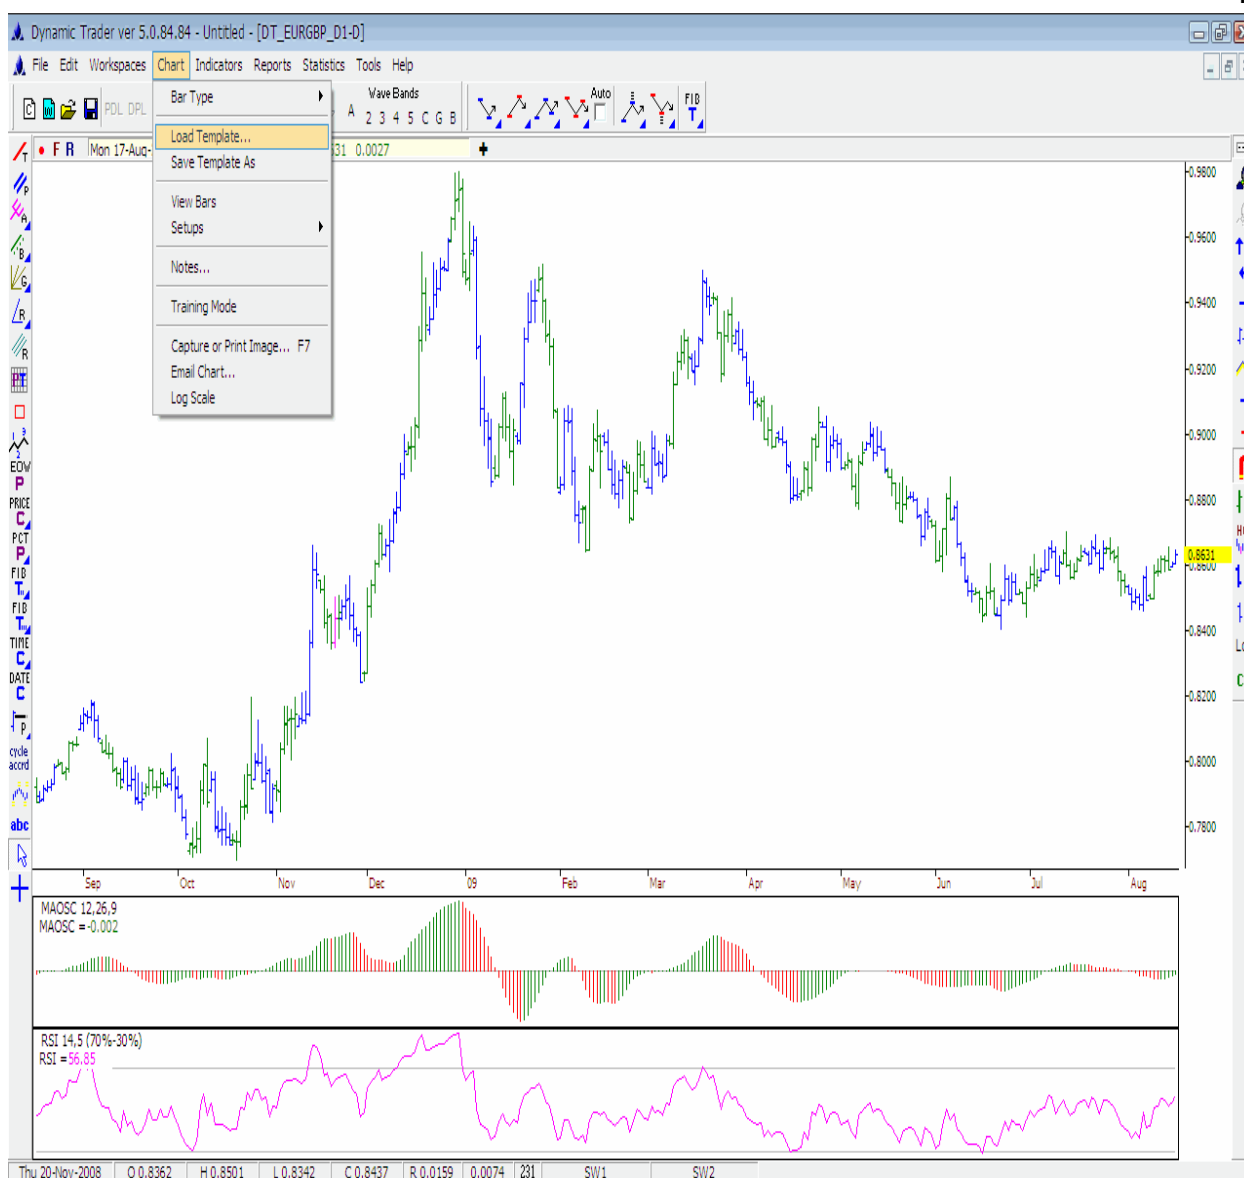 Dynamic Trader ver 5.0.84.84 - Untitled - [DT_EURGBP_D1-D]
File Edit Workspaces Chart Indicators Reports Statistics Tools Help
PDL DPL
A
Wave Bands
2 3 4 5 C G B
Auto
FIB
T
Bar Type
Load Template...
Save Template As
View Bars
Setups
Notes...
Training Mode
Capture or Print Image... F7
Email Chart...
Log Scale
F R Mon 17-Aug- 531 0.0027
T
P
A
B
G
R
R
PT
1 2 3
EOW
P
PRICE
C
PCT
P
FIB
T
FIB
T
TIME
C
DATE
C
P
cycle
accrd
abc
0.9800
0.9600
0.9400
0.9200
0.9000
0.8800
0.8631
0.8600
0.8400
0.8200
0.8000
0.7800
Sep Oct Nov Dec 09 Feb Mar Apr May Jun Jul Aug
MAOSC 12,26,9
MAOSC =-0.002
RSI 14,5 (70%-30%)
RSI =56.85
Thu 20-Nov-2008 O 0.8362 H 0.8501 L 0.8342 C 0.8437 R 0.0159 0.0074 231 SW1 SW2